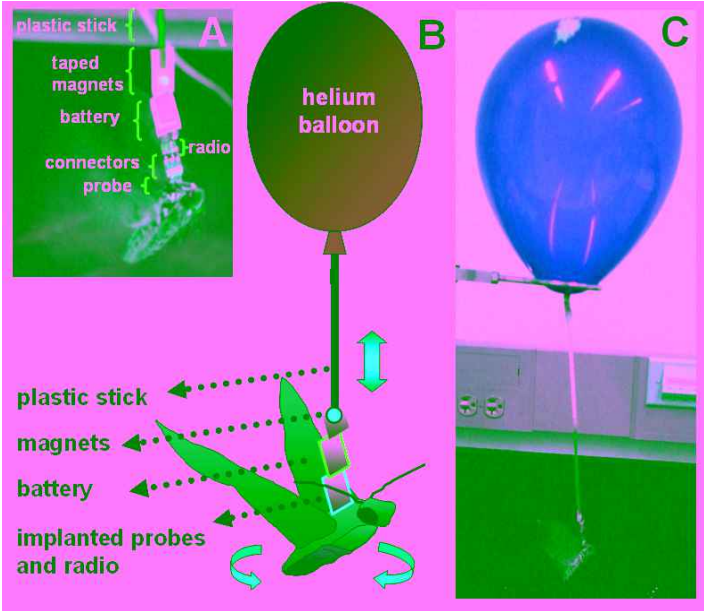 plastic stick
A
taped
magnets
battery
radio
connectors
probe
B
helium
balloon
plastic stick
magnets
battery
implanted probes
and radio
C